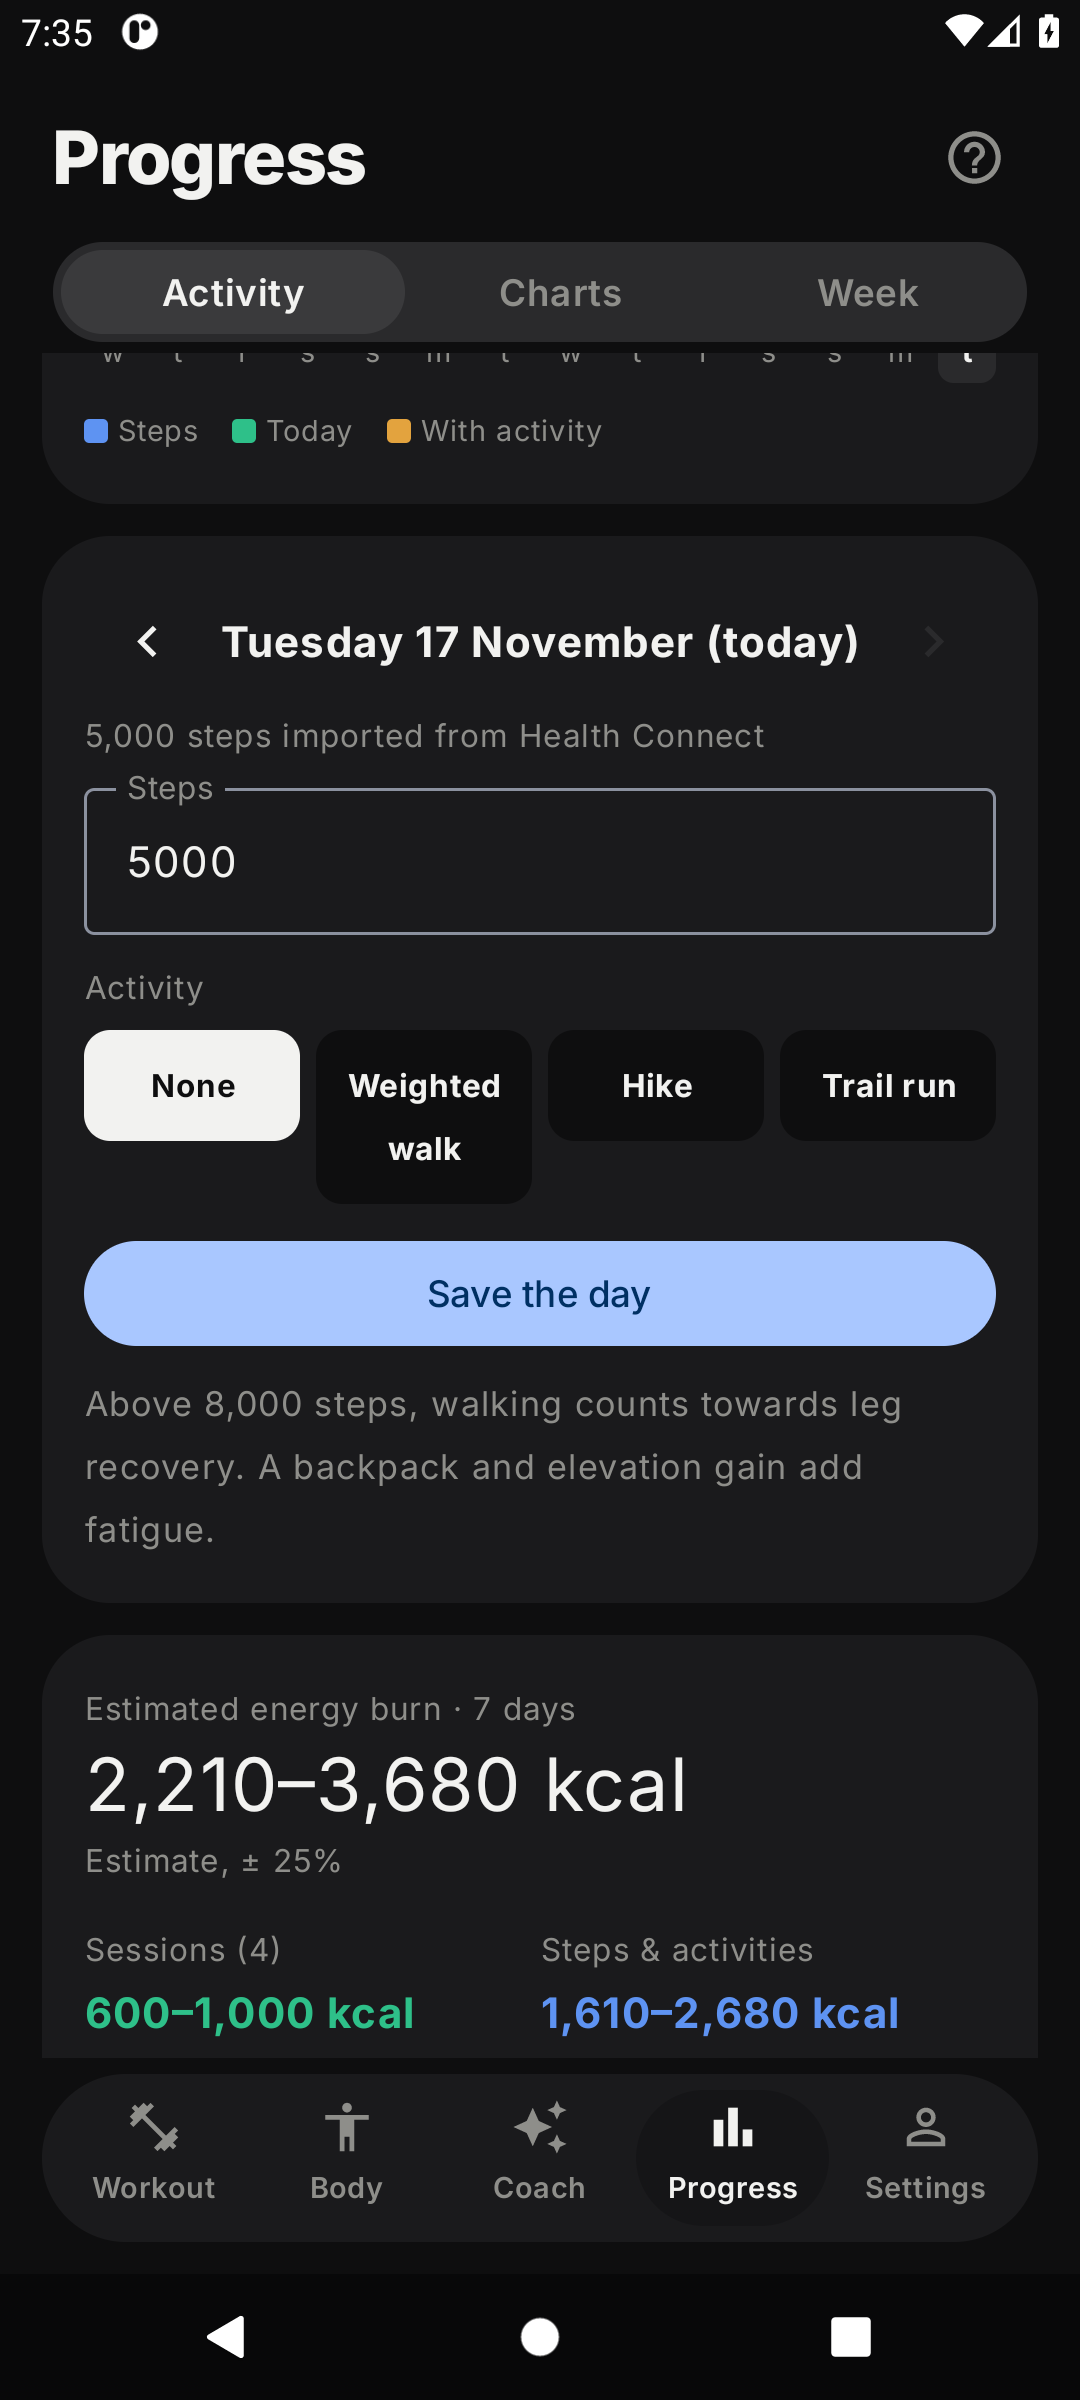 7:35
Progress
Activity Charts Week
w t f s s m t w t f s s m t
Steps Today With activity
Tuesday 17 November (today)
5,000 steps imported from Health Connect
Steps
5000
Activity
None Weighted walk Hike Trail run
Save the day
Above 8,000 steps, walking counts towards leg
recovery. A backpack and elevation gain add
fatigue.
Estimated energy burn · 7 days
2,210–3,680 kcal
Estimate, ± 25%
Sessions (4) Steps & activities
600–1,000 kcal 1,610–2,680 kcal
Workout Body Coach Progress Settings